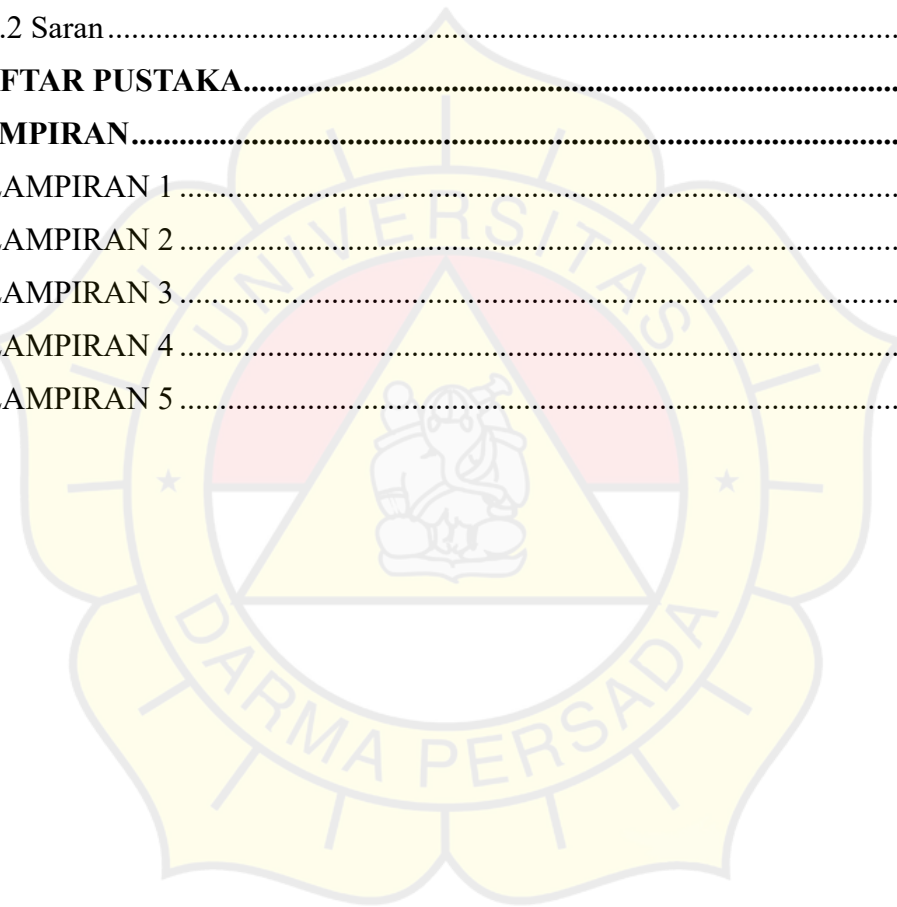 .2 Saran
FTAR PUSTAKA
MPIRAN
AMPIRAN 1
AMPIRAN 2
AMPIRAN 3
AMPIRAN 4
AMPIRAN 5
UNIVERSITAS
DARMA PERSADA